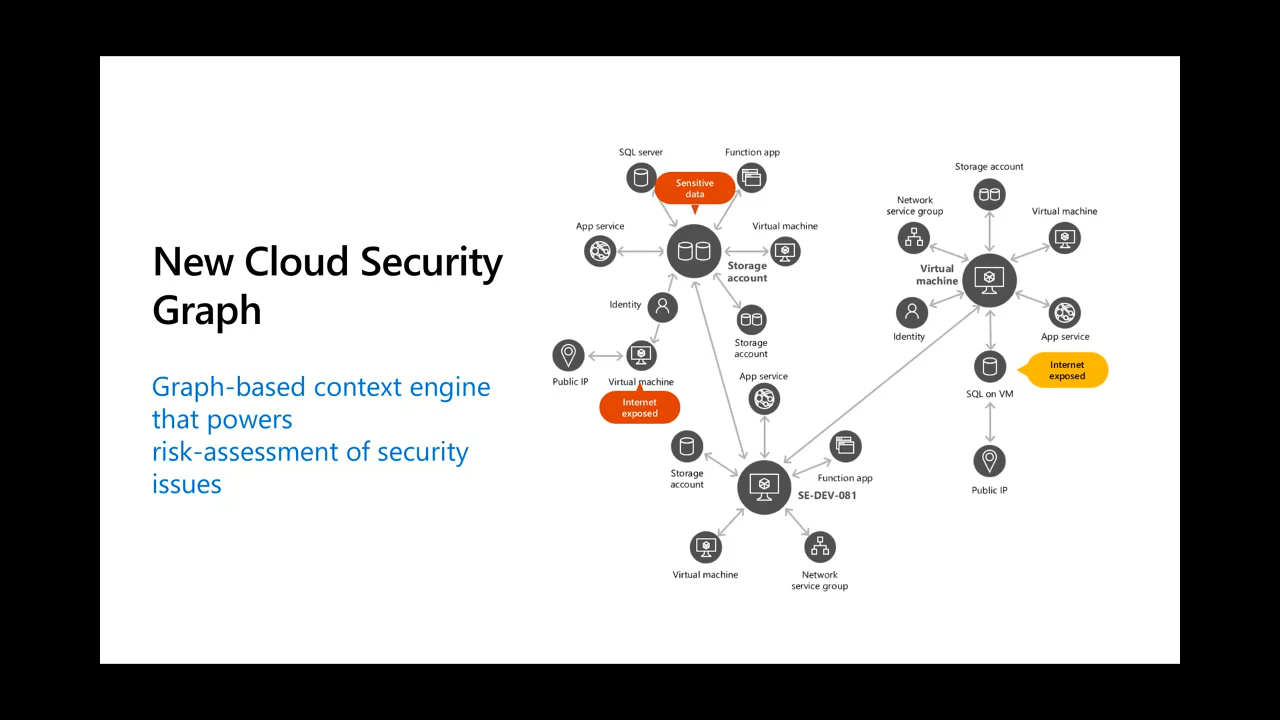 New Cloud Security
Graph
Graph-based context engine
that powers
risk-assessment of security
issues
SQL server
Function app
Sensitive
data
App service
Virtual machine
Storage
account
Identity
Storage
account
Public IP
Virtual machine
Internet
exposed
App service
Storage
account
Function app
SE-DEV-081
Virtual machine
Network
service group
Storage account
Network
service group
Virtual machine
Virtual
machine
Identity
App service
Internet
exposed
SQL on VM
Public IP